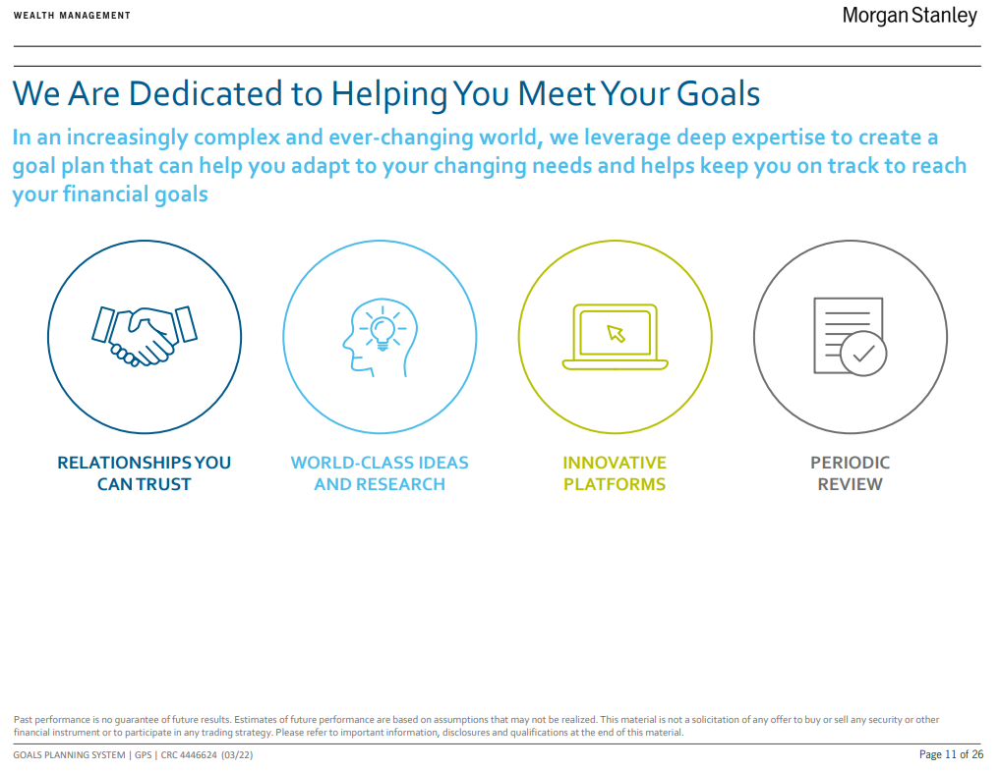 WEALTH MANAGEMENT
Morgan Stanley
We Are Dedicated to Helping You Meet Your Goals
In an increasingly complex and ever-changing world, we leverage deep expertise to create a
goal plan that can help you adapt to your changing needs and helps keep you on track to reach
your financial goals
RELATIONSHIPS YOU
CAN TRUST
WORLD-CLASS IDEAS
AND RESEARCH
INNOVATIVE
PLATFORMS
PERIODIC
REVIEW
Past performance is no guarantee of future results. Estimates of future performance are based on assumptions that may not be realized. This material is not a solicitation of any offer to buy or sell any security or other
financial instrument or to participate in any trading strategy. Please refer to important information, disclosures and qualifications at the end of this material.
GOALS PLANNING SYSTEM | GPS | CRC 4446624 (03/22)
Page 11 of 26